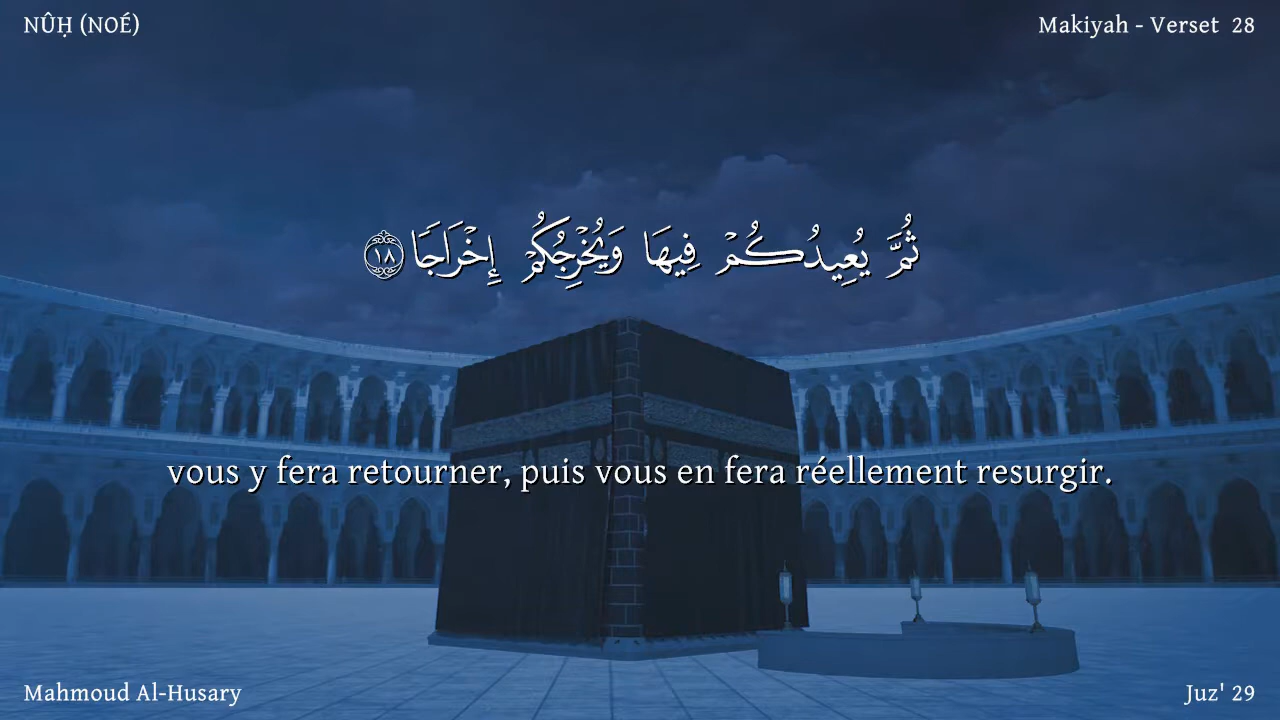 NÛḤ (NOÉ)
Makiyah - Verset 28
ثُمَّ يُعِيدُكُمْ فِيهَا وَيُخْرِجُكُمْ إِخْرَاجًا ١٨
vous y fera retourner, puis vous en fera réellement resurgir.
Mahmoud Al-Husary
Juz' 29